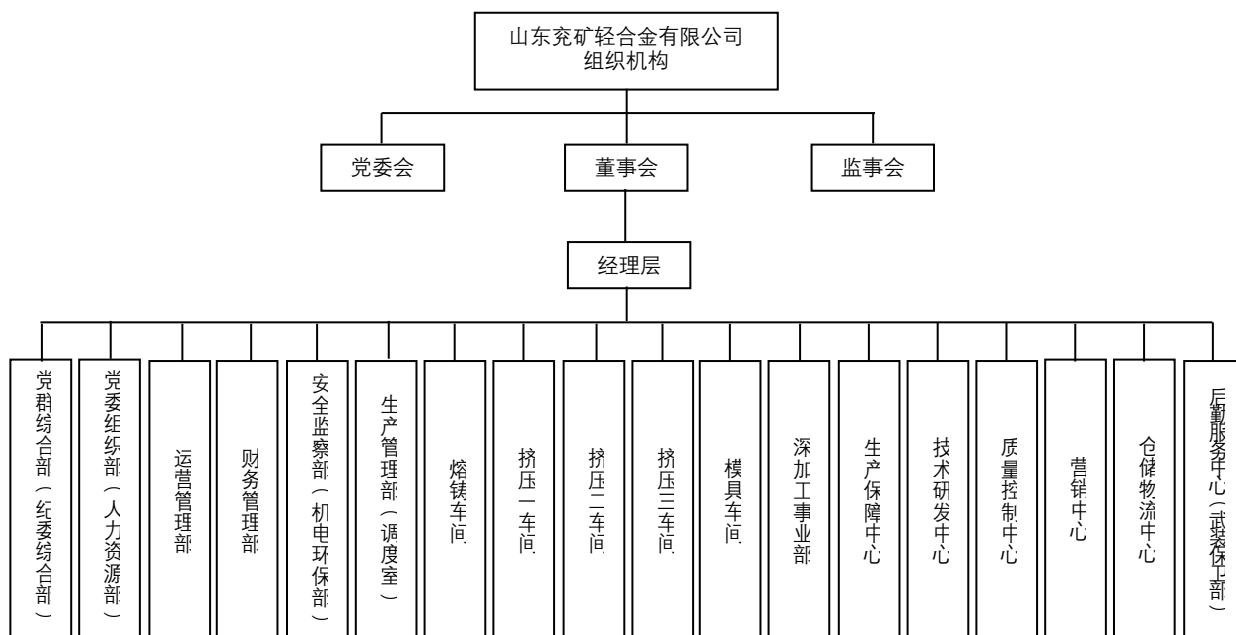 山东兖矿轻合金有限公司
组织机构
党委会
董事会
监事会
经理层
党群综合部（纪委综合部）
党委组织部（人力资源部）
运营管理部
财务管理部
安全监察部（机电环保部）
生产管理部（调度室）
熔铸车间
挤压一车间
挤压二车间
挤压三车间
模具车间
深加工事业部
生产保障中心
技术研发中心
质量控制中心
营销中心
仓储物流中心
后勤服务中心（武装保卫部）